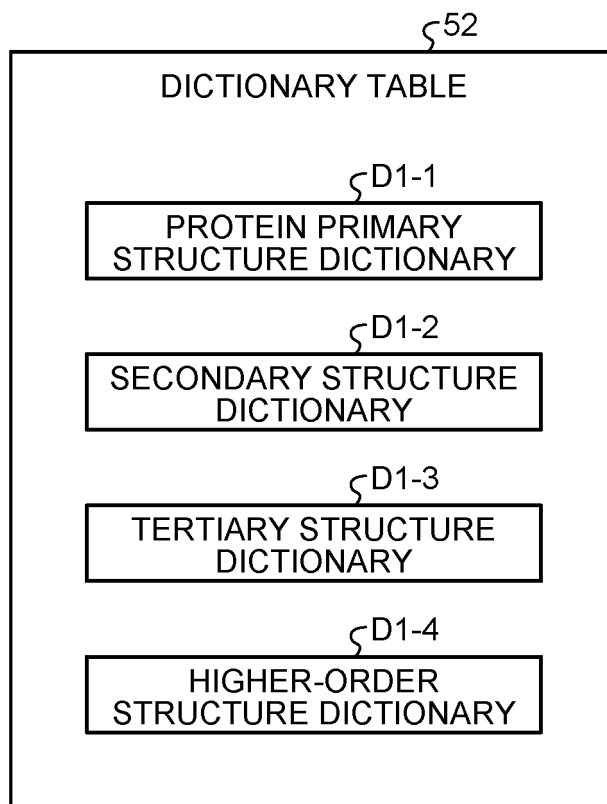 52
DICTIONARY TABLE
D1-1
PROTEIN PRIMARY
STRUCTURE DICTIONARY
D1-2
SECONDARY STRUCTURE
DICTIONARY
D1-3
TERTIARY STRUCTURE
DICTIONARY
D1-4
HIGHER-ORDER
STRUCTURE DICTIONARY